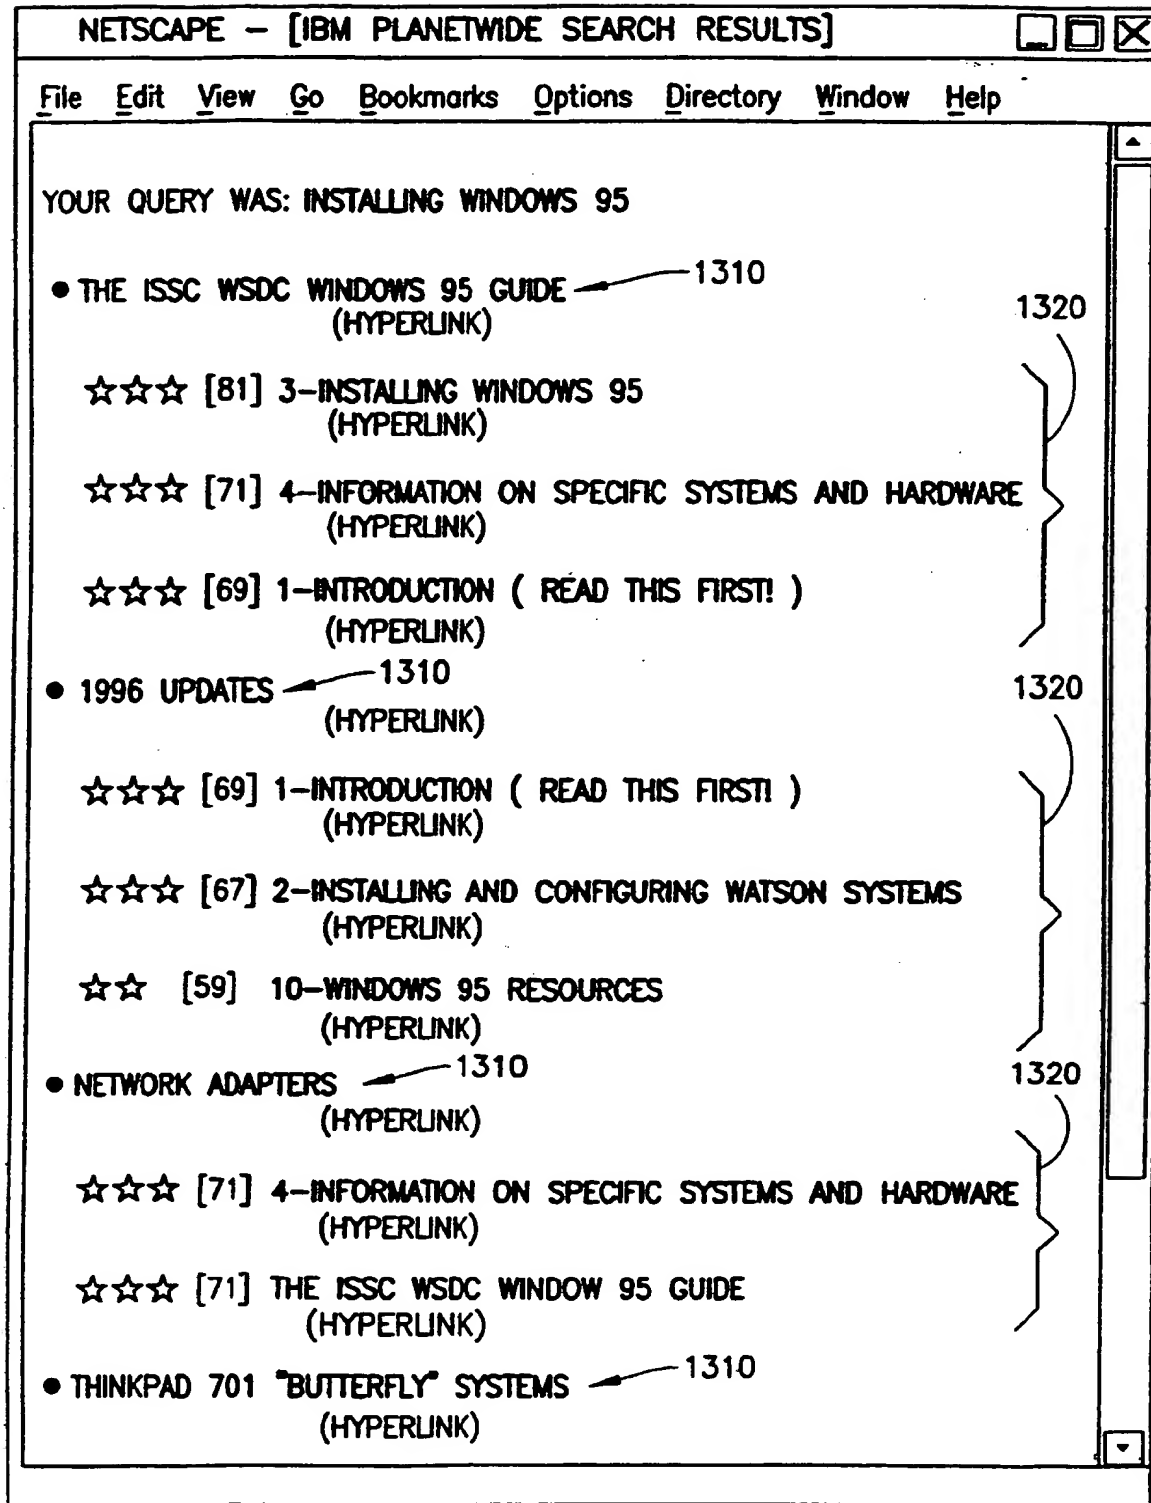 NETSCAPE – [IBM PLANETWIDE SEARCH RESULTS]
File Edit View Go Bookmarks Options Directory Window Help
YOUR QUERY WAS: INSTALLING WINDOWS 95
● THE ISSC WSDC WINDOWS 95 GUIDE 1310
(HYPERLINK)
1320
☆☆☆ [81] 3–INSTALLING WINDOWS 95
(HYPERLINK)
☆☆☆ [71] 4–INFORMATION ON SPECIFIC SYSTEMS AND HARDWARE
(HYPERLINK)
☆☆☆ [69] 1–INTRODUCTION ( READ THIS FIRST! )
(HYPERLINK)
● 1996 UPDATES 1310
(HYPERLINK)
1320
☆☆☆ [69] 1–INTRODUCTION ( READ THIS FIRST! )
(HYPERLINK)
☆☆☆ [67] 2–INSTALLING AND CONFIGURING WATSON SYSTEMS
(HYPERLINK)
☆☆ [59] 10–WINDOWS 95 RESOURCES
(HYPERLINK)
● NETWORK ADAPTERS 1310
(HYPERLINK)
1320
☆☆☆ [71] 4–INFORMATION ON SPECIFIC SYSTEMS AND HARDWARE
(HYPERLINK)
☆☆☆ [71] THE ISSC WSDC WINDOW 95 GUIDE
(HYPERLINK)
● THINKPAD 701 "BUTTERFLY" SYSTEMS 1310
(HYPERLINK)